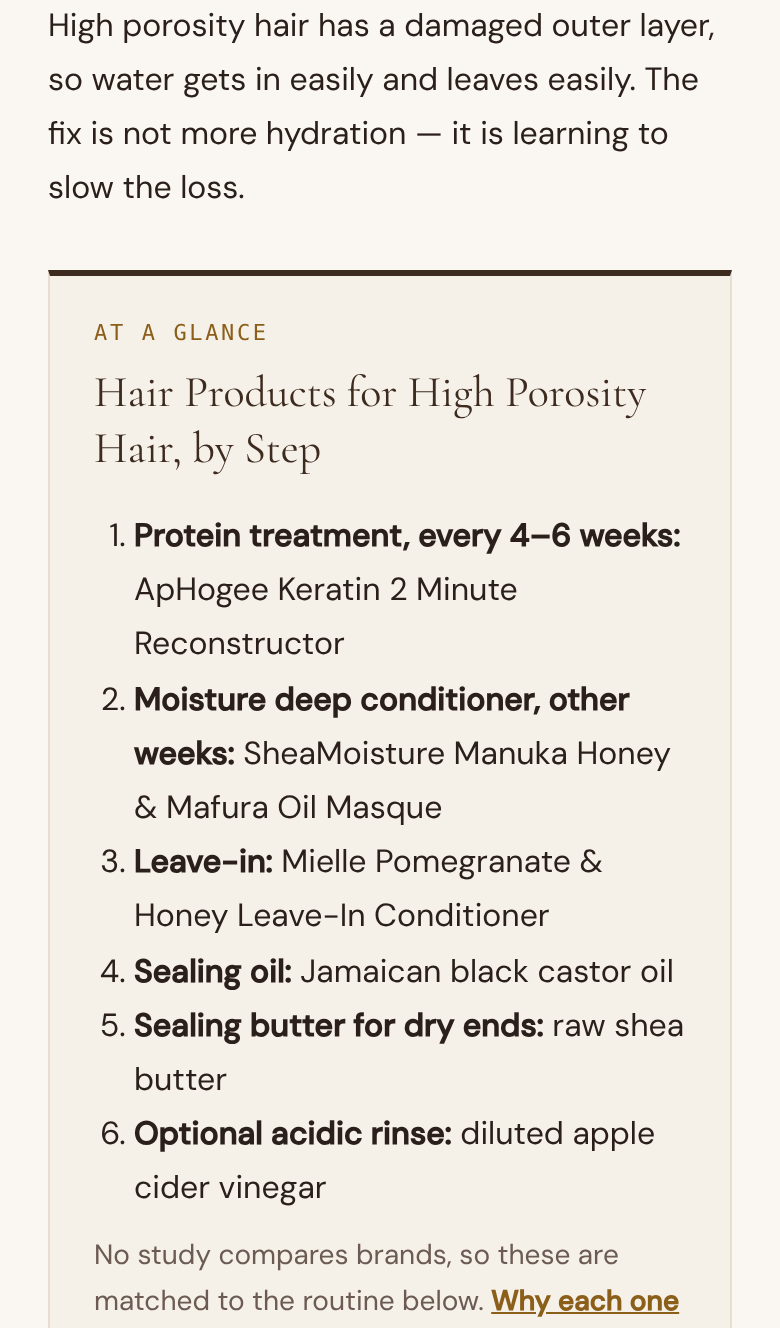 High porosity hair has a damaged outer layer,
so water gets in easily and leaves easily. The
fix is not more hydration — it is learning to
slow the loss.
AT A GLANCE
Hair Products for High Porosity
Hair, by Step
1. Protein treatment, every 4–6 weeks:
ApHogee Keratin 2 Minute
Reconstructor
2. Moisture deep conditioner, other
weeks: SheaMoisture Manuka Honey
& Mafura Oil Masque
3. Leave-in: Mielle Pomegranate &
Honey Leave-In Conditioner
4. Sealing oil: Jamaican black castor oil
5. Sealing butter for dry ends: raw shea
butter
6. Optional acidic rinse: diluted apple
cider vinegar
No study compares brands, so these are
matched to the routine below. Why each one